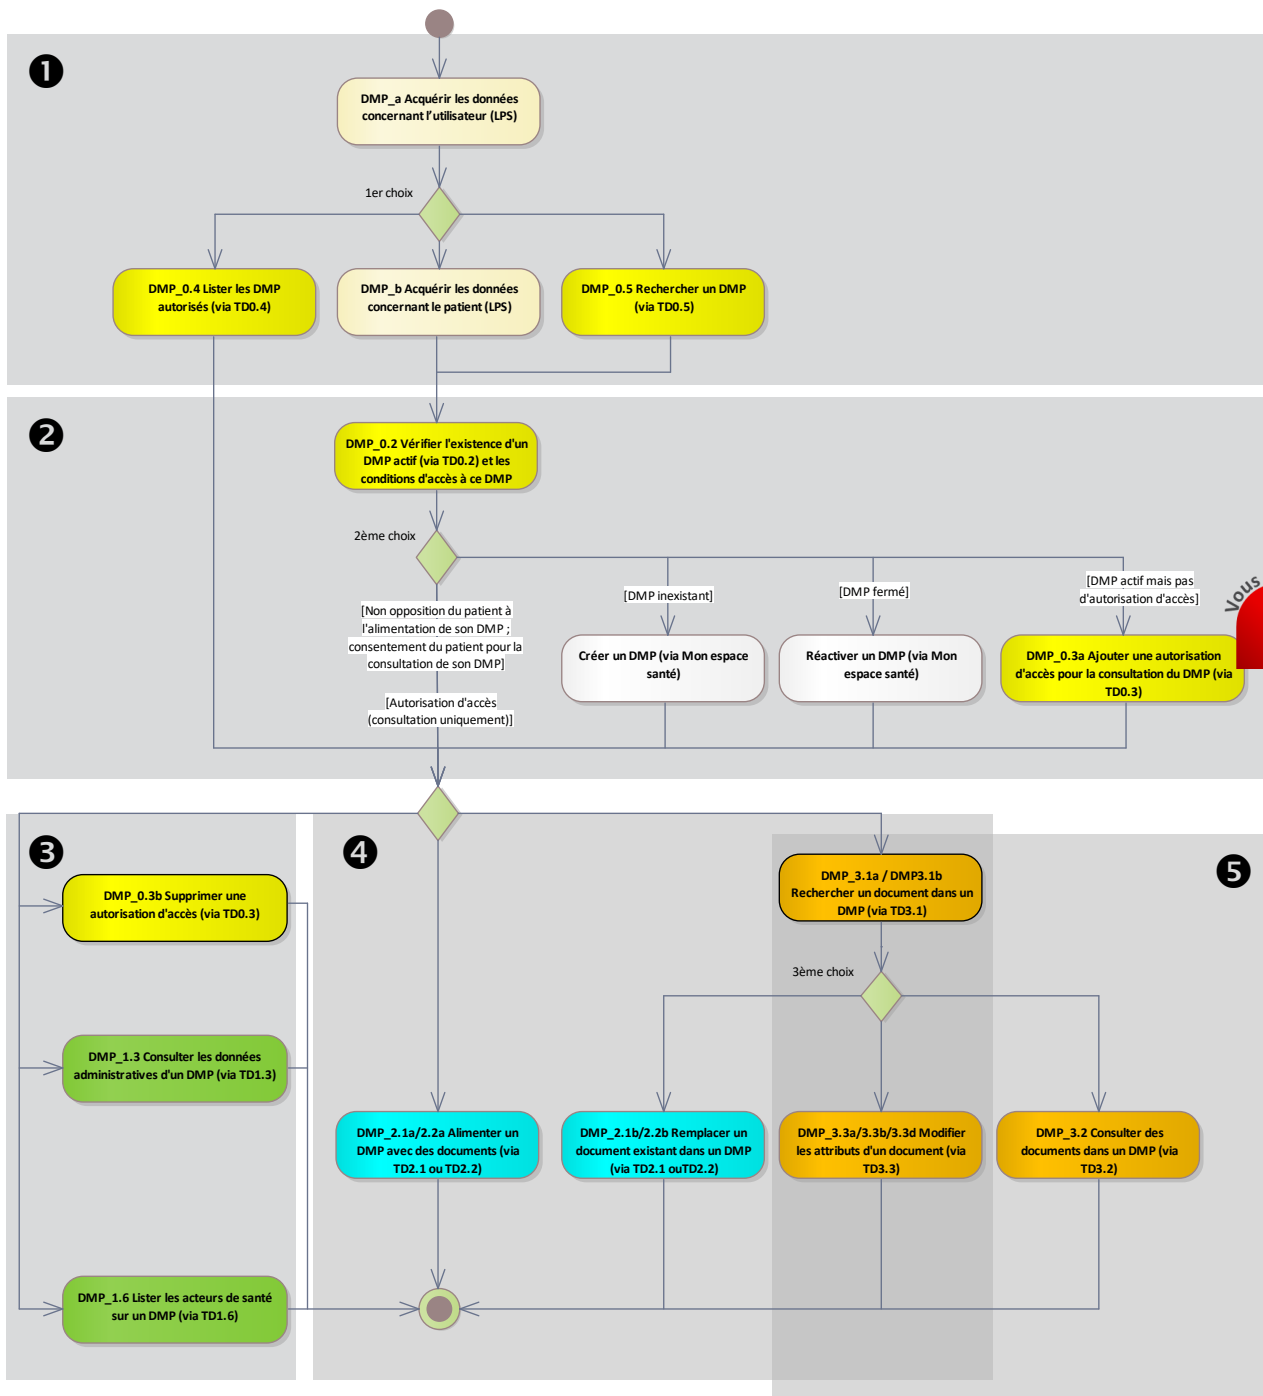 ❶
DMP_a Acquérir les données
concernant l'utilisateur (LPS)
1er choix
DMP_0.4 Lister les DMP
autorisés (via TD0.4)
DMP_b Acquérir les données
concernant le patient (LPS)
DMP_0.5 Rechercher un DMP
(via TD0.5)
❷
DMP_0.2 Vérifier l'existence d'un
DMP actif (via TD0.2) et les
conditions d'accès à ce DMP
2ème choix
[Non opposition du patient à
l'alimentation de son DMP ;
consentement du patient pour la
consultation de son DMP]
[Autorisation d'accès
(consultation uniquement)]
[DMP inexistant]
[DMP fermé]
[DMP actif mais pas
d'autorisation d'accès]
Vous
Créer un DMP (via Mon espace
santé)
Réactiver un DMP (via Mon
espace santé)
DMP_0.3a Ajouter une autorisation
d'accès pour la consultation du DMP (via
TD0.3)
❸
❹
❺
DMP_0.3b Supprimer une
autorisation d'accès (via TD0.3)
DMP_3.1a / DMP3.1b
Rechercher un document dans un
DMP (via TD3.1)
3ème choix
DMP_1.3 Consulter les données
administratives d'un DMP (via TD1.3)
DMP_2.1a/2.2a Alimenter un
DMP avec des documents (via
TD2.1 ou TD2.2)
DMP_2.1b/2.2b Remplacer un
document existant dans un DMP
(via TD2.1 ouTD2.2)
DMP_3.3a/3.3b/3.3d Modifier
les attributs d'un document (via
TD3.3)
DMP_3.2 Consulter des
documents dans un DMP (via
TD3.2)
DMP_1.6 Lister les acteurs de santé
sur un DMP (via TD1.6)